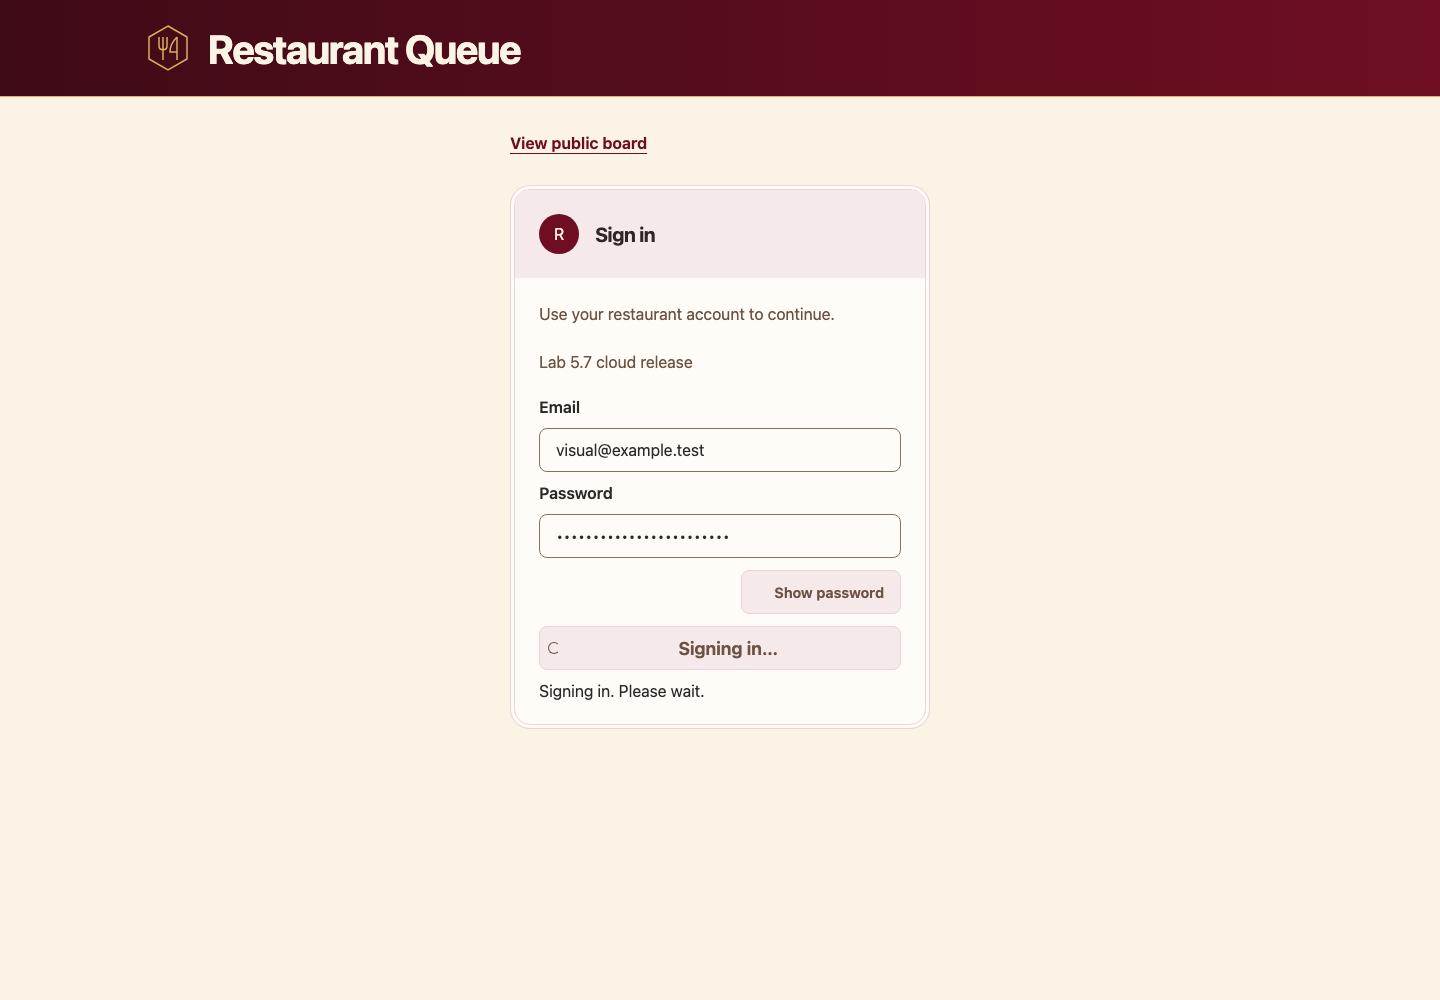 Restaurant Queue
View public board
R
Sign in
Use your restaurant account to continue.
Lab 5.7 cloud release
Email
visual@example.test
Password
••••••••••••••••••••••••
Show password
Signing in...
Signing in. Please wait.